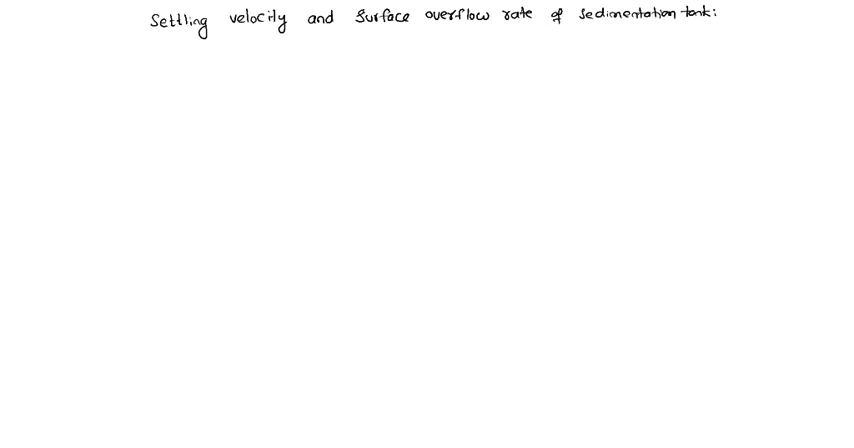 Settling velocity and surface overflow rate of sedimentation tank: